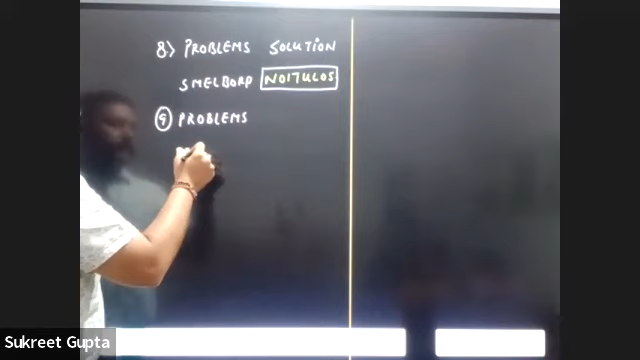 8) PROBLEMS SOLUTION
SMELBORP NOITULOS
9 PROBLEMS
Sukreet Gupta